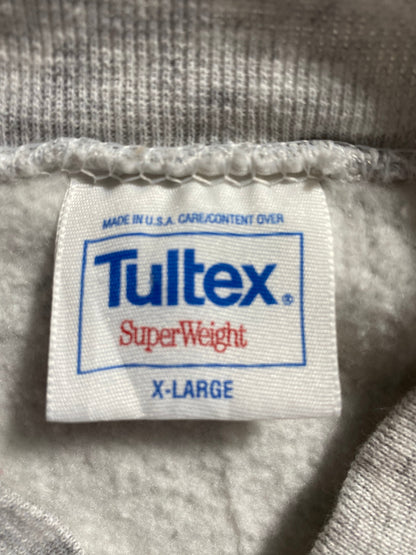 MADE IN U.S.A. CARE/CONTENT OVER
Tultex®
SuperWeight
X-LARGE